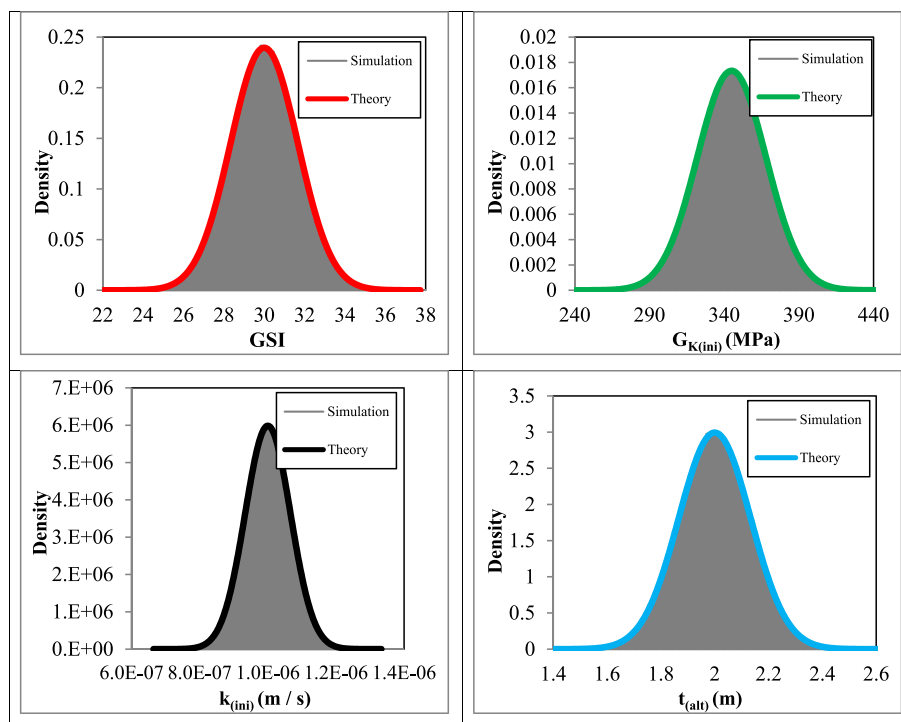 0.25
0.2
0.15
0.1
0.05
0
Density
22 24 26 28 30 32 34 36 38
GSI
Simulation
Theory
0.02
0.018
0.016
0.014
0.012
0.01
0.008
0.006
0.004
0.002
0
Density
240 290 340 390 440
G_K(ini) (MPa)
Simulation
Theory
7.E+06
6.E+06
5.E+06
4.E+06
3.E+06
2.E+06
1.E+06
0.E+00
Density
6.0E-07 8.0E-07 1.0E-06 1.2E-06 1.4E-06
k_(ini) (m / s)
Simulation
Theory
3.5
3
2.5
2
1.5
1
0.5
0
Density
1.4 1.6 1.8 2 2.2 2.4 2.6
t_(alt) (m)
Simulation
Theory